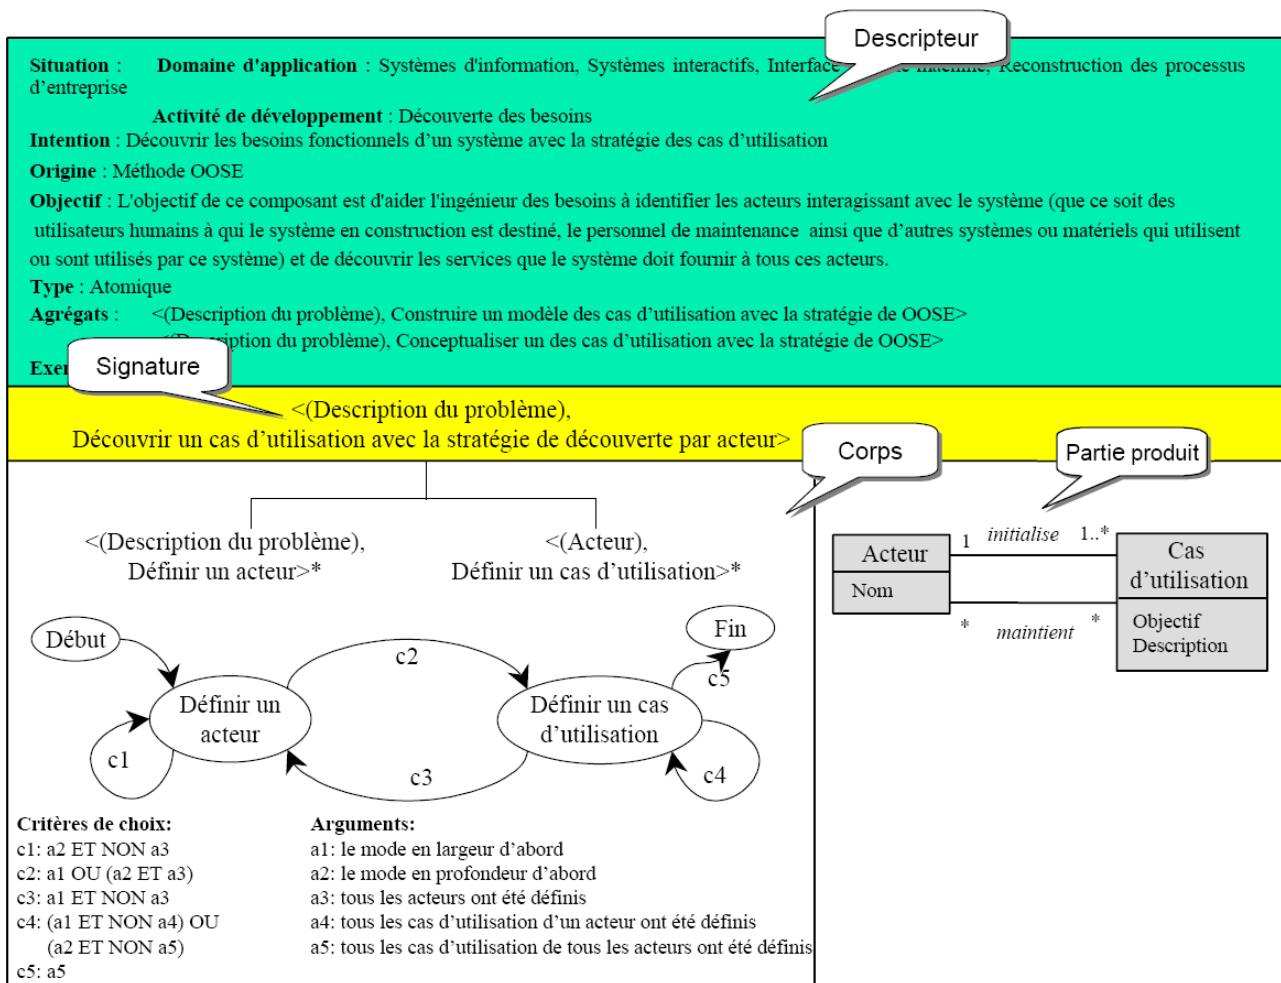 Descripteur
Situation : Domaine d'application : Systèmes d'information, Systèmes interactifs, Interface machine, Reconstruction des processus
d'entreprise
Activité de développement : Découverte des besoins
Intention : Découvrir les besoins fonctionnels d'un système avec la stratégie des cas d'utilisation
Origine : Méthode OOSE
Objectif : L'objectif de ce composant est d'aider l'ingénieur des besoins à identifier les acteurs interagissant avec le système (que ce soit des
utilisateurs humains à qui le système en construction est destiné, le personnel de maintenance ainsi que d'autres systèmes ou matériels qui utilisent
ou sont utilisés par ce système) et de découvrir les services que le système doit fournir à tous ces acteurs.
Type : Atomique
Agrégats : <(Description du problème), Construire un modèle des cas d'utilisation avec la stratégie de OOSE>
<(Description du problème), Conceptualiser un des cas d'utilisation avec la stratégie de OOSE>
Signature
<(Description du problème),
Découvrir un cas d'utilisation avec la stratégie de découverte par acteur>
Corps
Partie produit
<(Description du problème),
Définir un acteur>*
<(Acteur),
Définir un cas d'utilisation>*
Début
Fin
c2
c5
Définir un
acteur
Définir un cas
d'utilisation
c1
c3
c4
Acteur
Nom
1 initialise 1..*
* maintient *
Cas
d'utilisation
Objectif
Description
Critères de choix:
c1: a2 ET NON a3
c2: a1 OU (a2 ET a3)
c3: a1 ET NON a3
c4: (a1 ET NON a4) OU
(a2 ET NON a5)
c5: a5
Arguments:
a1: le mode en largeur d'abord
a2: le mode en profondeur d'abord
a3: tous les acteurs ont été définis
a4: tous les cas d'utilisation d'un acteur ont été définis
a5: tous les cas d'utilisation de tous les acteurs ont été définis